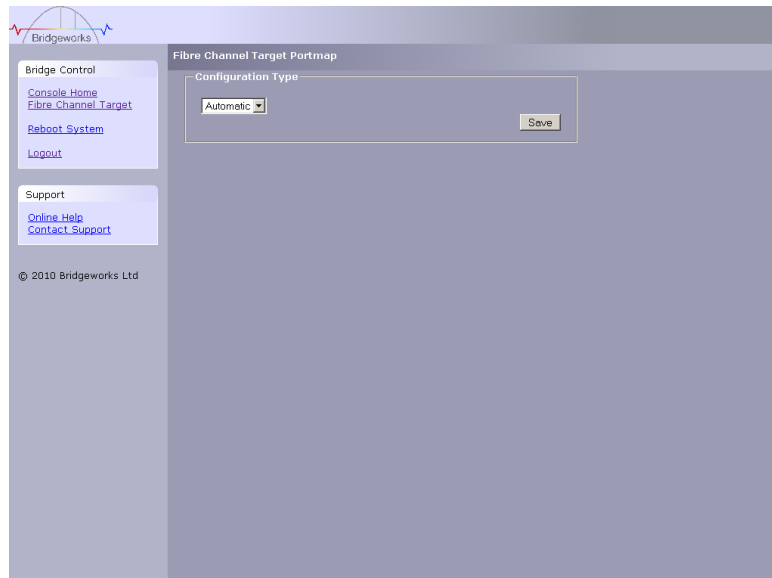 Bridgeworks
Fibre Channel Target Portmap
Bridge Control
Console Home
Fibre Channel Target
Reboot System
Logout
Support
Online Help
Contact Support
© 2010 Bridgeworks Ltd
Configuration Type
Automatic
Save